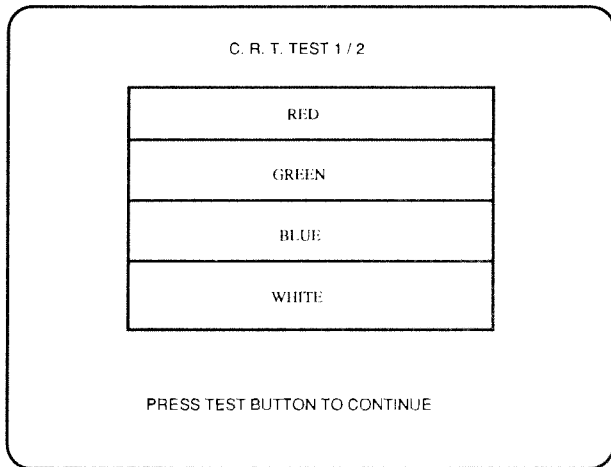 C. R. T. TEST 1 / 2
RED
GREEN
BLUE
WHITE
PRESS TEST BUTTON TO CONTINUE